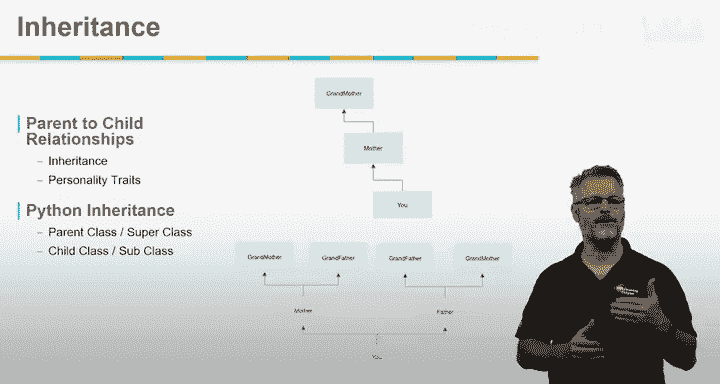 Inheritance
Parent to Child
Relationships
– Inheritance
– Personality Traits
Python Inheritance
– Parent Class / Super Class
– Child Class / Sub Class
GrandMother
Mother
You
GrandMother
GrandFather
GrandFather
GrandMother
Mother
Father
You